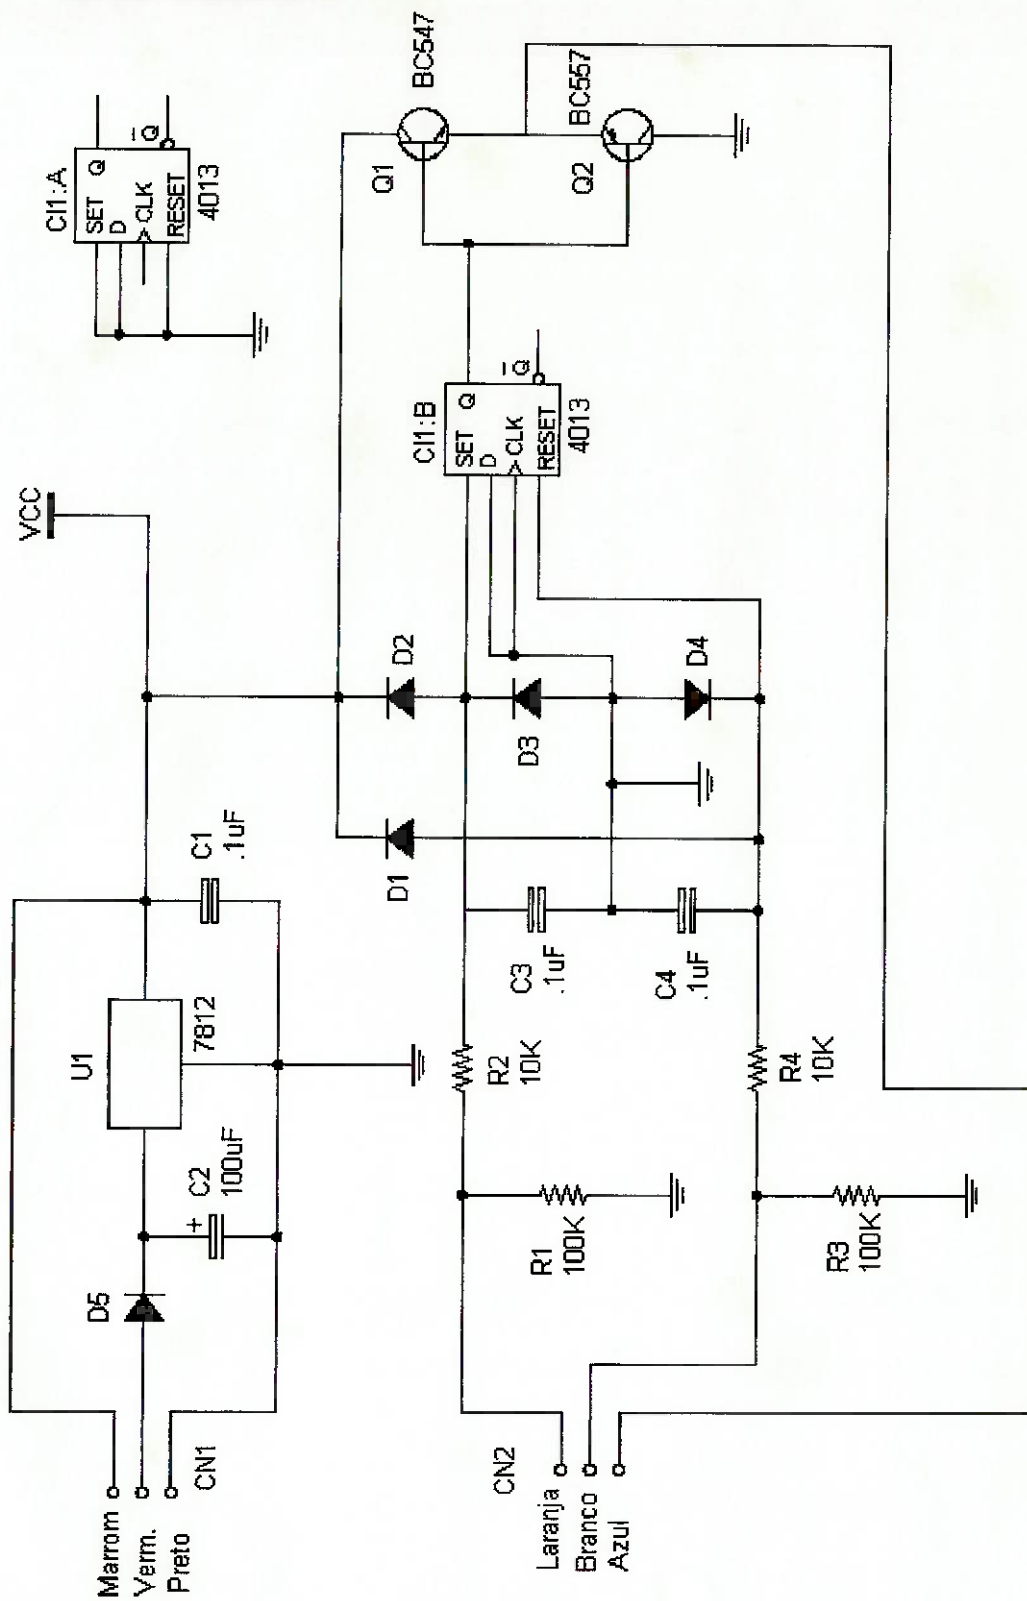 Marrom
Verm.
Preto
CN1
D5
C2
100uF
+
U1
7812
C1
.1uF
VCC
CI1:A
SET
D
CLK
RESET
Q
Q
4013
Laranja
Branco
Azul
CN2
R1
100K
R2
10K
R3
100K
R4
10K
C3
.1uF
C4
.1uF
D1
D2
D3
D4
CI1:B
SET
D
CLK
RESET
Q
Q
4013
Q1
BC547
Q2
BC557